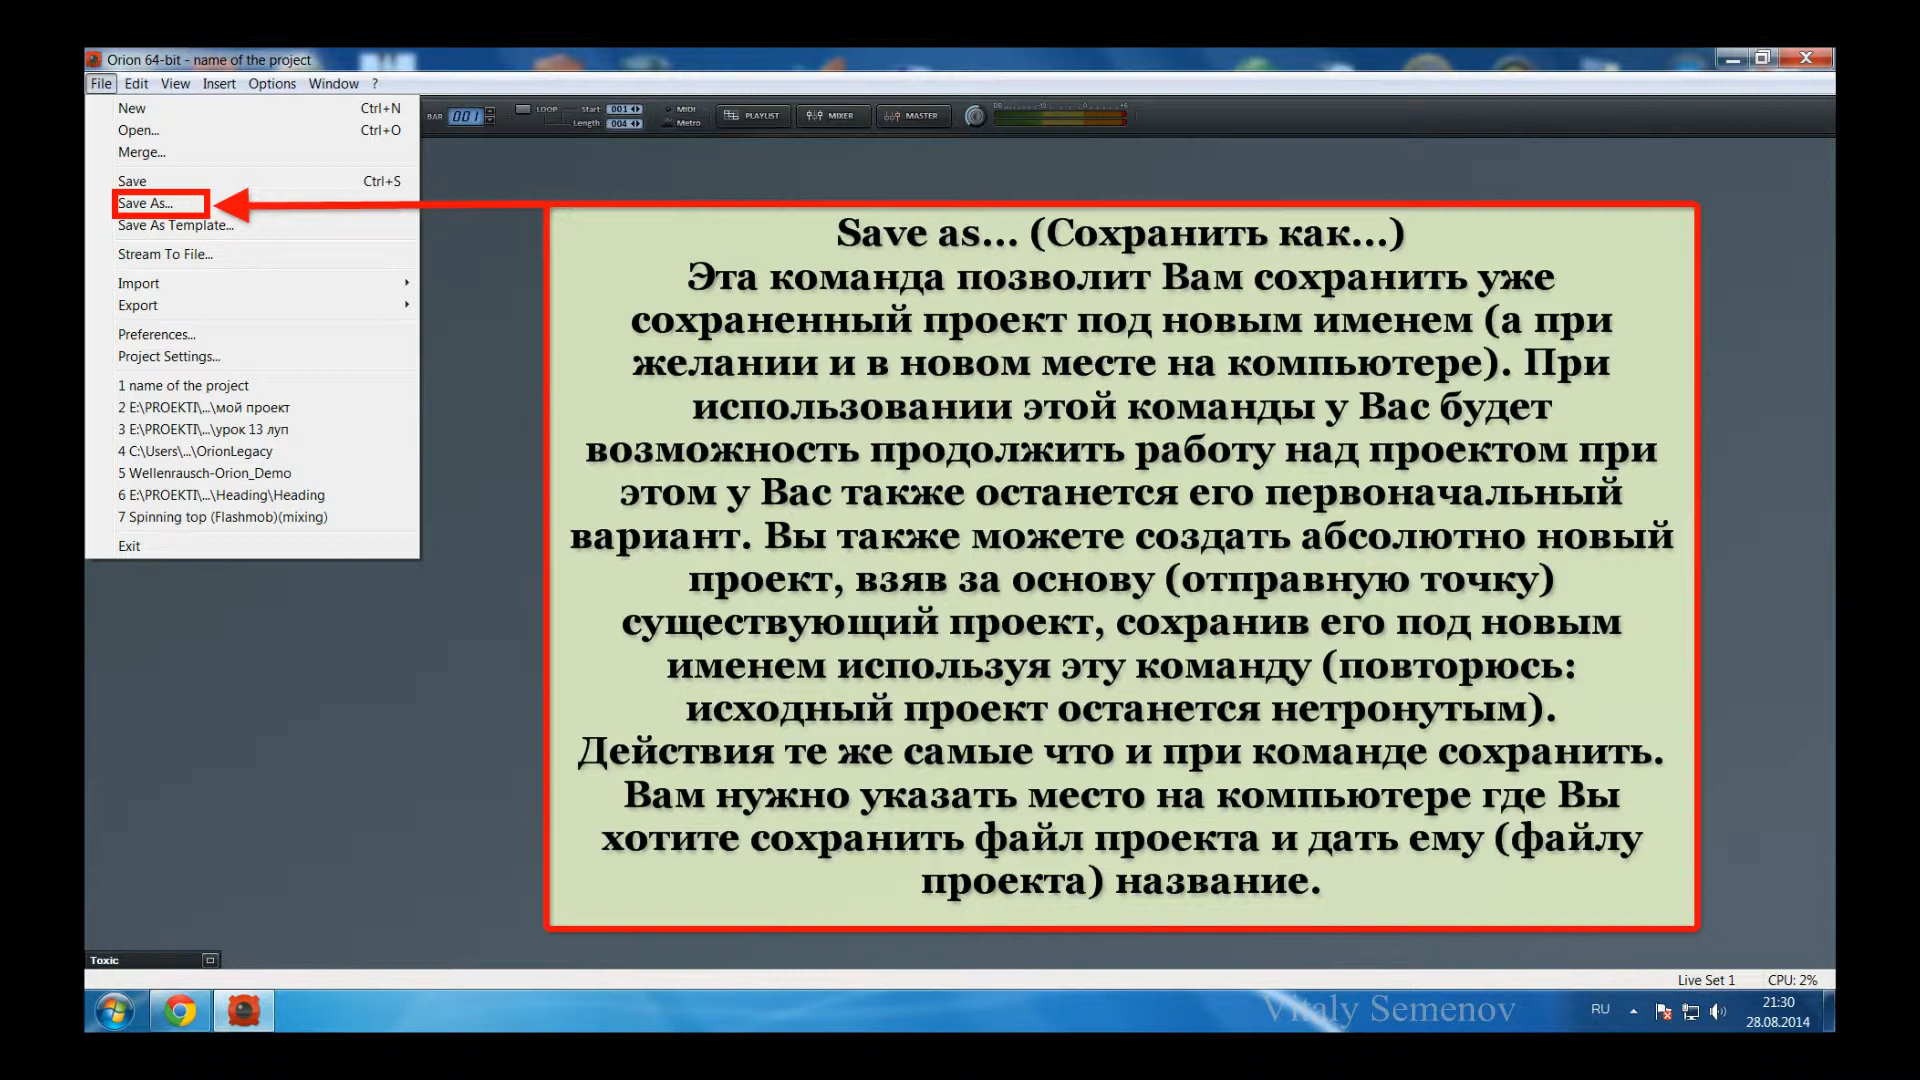 Orion 64-bit - name of the project
File Edit View Insert Options Window ?
New Ctrl+N
Open... Ctrl+O
Merge...
Save Ctrl+S
Save As...
Save As Template...
Stream To File...
Import
Export
Preferences...
Project Settings...
1 name of the project
2 E:\PROEKTI\...\мой проект
3 E:\PROEKTI\...\урок 13 луп
4 C:\Users\...\OrionLegacy
5 Wellenrausch-Orion_Demo
6 E:\PROEKTI\...\Heading\Heading
7 Spinning top (Flashmob)(mixing)
Exit
BAR 001
LOOP
Start: 001
Length: 004
MIDI
Metro
PLAYLIST
MIXER
MASTER
Save as... (Сохранить как...)
Эта команда позволит Вам сохранить уже
сохраненный проект под новым именем (а при
желании и в новом месте на компьютере). При
использовании этой команды у Вас будет
возможность продолжить работу над проектом при
этом у Вас также останется его первоначальный
вариант. Вы также можете создать абсолютно новый
проект, взяв за основу (отправную точку)
существующий проект, сохранив его под новым
именем используя эту команду (повторюсь:
исходный проект останется нетронутым).
Действия те же самые что и при команде сохранить.
Вам нужно указать место на компьютере где Вы
хотите сохранить файл проекта и дать ему (файлу
проекта) название.
Toxic
Live Set 1 CPU: 2%
Vitaly Semenov
RU
21:30
28.08.2014